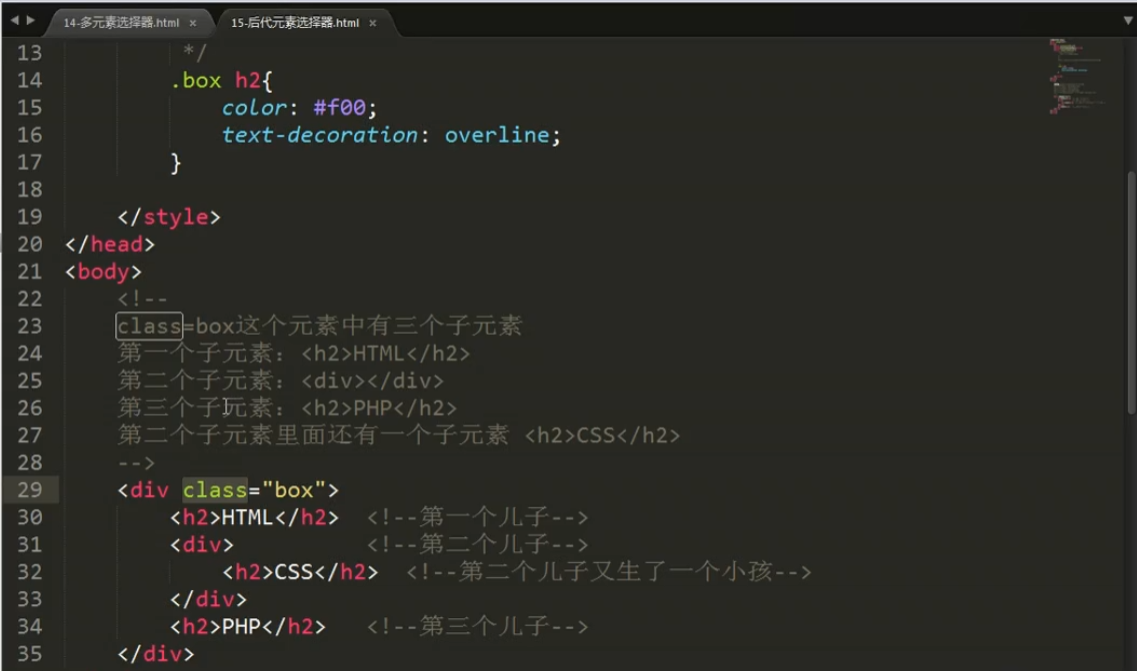 14-多元素选择器.html × 15-后代元素选择器.html ×
13 */
14 .box h2{
15 color: #f00;
16 text-decoration: overline;
17 }
18
19 </style>
20 </head>
21 <body>
22 <!--
23 class=box这个元素中有三个子元素
24 第一个子元素：<h2>HTML</h2>
25 第二个子元素：<div></div>
26 第三个子元素：<h2>PHP</h2>
27 第二个子元素里面还有一个子元素 <h2>CSS</h2>
28 -->
29 <div class="box">
30 <h2>HTML</h2> <!--第一个儿子-->
31 <div> <!--第二个儿子-->
32 <h2>CSS</h2> <!--第二个儿子又生了一个小孩-->
33 </div>
34 <h2>PHP</h2> <!--第三个儿子-->
35 </div>